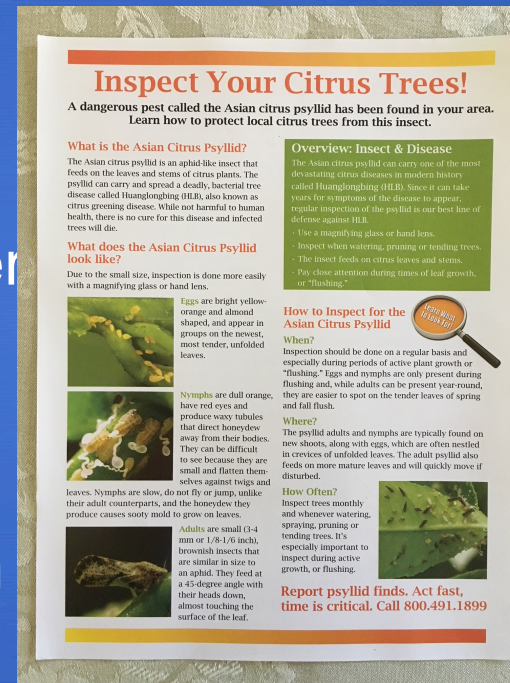 er
Inspect Your Citrus Trees!
A dangerous pest called the Asian citrus psyllid has been found in your area.
Learn how to protect local citrus trees from this insect.
What is the Asian Citrus Psyllid?
The Asian citrus psyllid is an aphid-like insect that
feeds on the leaves and stems of citrus plants. The
psyllid can carry and spread a deadly, bacterial tree
disease called Huanglongbing (HLB), also known as
citrus greening disease. While not harmful to human
health, there is no cure for this disease and infected
trees will die.
What does the Asian Citrus Psyllid
look like?
Due to the small size, inspection is done more easily
with a magnifying glass or hand lens.
Eggs are bright yellow-
orange and almond
shaped, and appear in
groups on the newest,
most tender, unfolded
leaves.
Nymphs are dull orange,
have red eyes and
produce waxy tubules
that direct honeydew
away from their bodies.
They can be difficult
to see because they are
small and flatten them-
selves against twigs and
leaves. Nymphs are slow, do not fly or jump, unlike
their adult counterparts, and the honeydew they
produce causes sooty mold to grow on leaves.
Adults are small (3-4
mm or 1/8-1/6 inch),
brownish insects that
are similar in size to
an aphid. They feed at
a 45-degree angle with
their heads down,
almost touching the
surface of the leaf.
Overview: Insect & Disease
The Asian citrus psyllid can carry one of the most
devastating citrus diseases in modern history
called Huanglongbing (HLB). Since it can take
years for symptoms of the disease to appear,
regular inspection of the psyllid is our best line of
defense against HLB.
- Use a magnifying glass or hand lens.
- Inspect when watering, pruning or tending trees.
- The insect feeds on citrus leaves and stems.
- Pay close attention during times of leaf growth,
or "flushing."
How to Inspect for the
Asian Citrus Psyllid
Learn What
To Look For!
When?
Inspection should be done on a regular basis and
especially during periods of active plant growth or
"flushing." Eggs and nymphs are only present during
flushing and, while adults can be present year-round,
they are easier to spot on the tender leaves of spring
and fall flush.
Where?
The psyllid adults and nymphs are typically found on
new shoots, along with eggs, which are often nestled
in crevices of unfolded leaves. The adult psyllid also
feeds on more mature leaves and will quickly move if
disturbed.
How Often?
Inspect trees monthly
and whenever watering,
spraying, pruning or
tending trees. It's
especially important to
inspect during active
growth, or flushing.
Report psyllid finds. Act fast,
time is critical. Call 800.491.1899